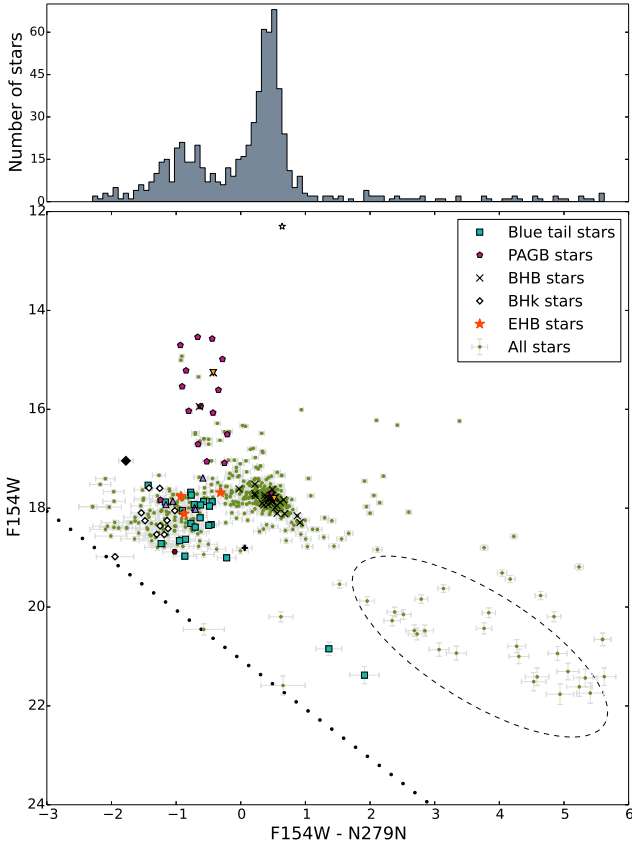 Number of stars
60
45
30
15
0
12
14
16
18
20
22
24
F154W
Blue tail stars
PAGB stars
BHB stars
BHk stars
EHB stars
All stars
−3
−2
−1
0
1
2
3
4
5
6
F154W - N279N